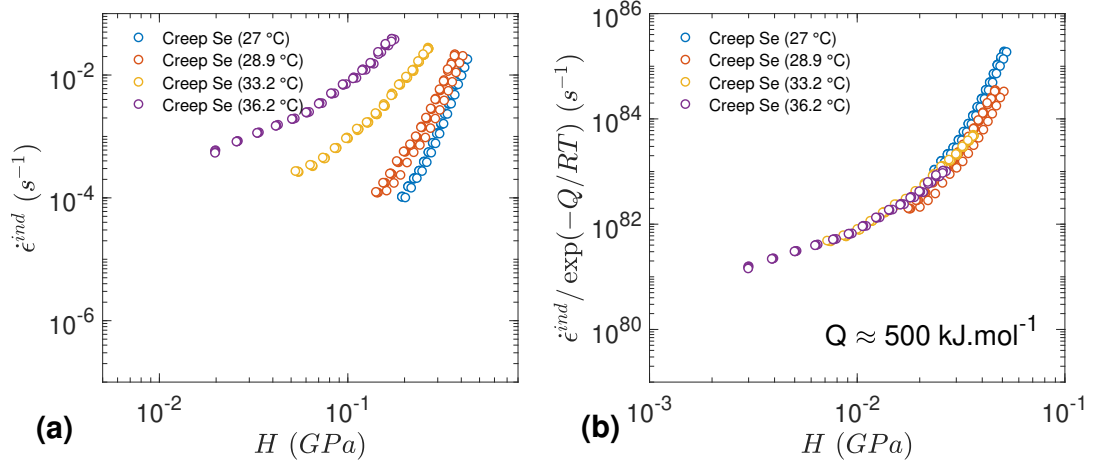 Creep Se (27 °C)
Creep Se (28.9 °C)
Creep Se (33.2 °C)
Creep Se (36.2 °C)
10^-2
10^-4
10^-6
10^-2
10^-1
ε̇^ind (s^−1)
H (GPa)
(a)
Creep Se (27 °C)
Creep Se (28.9 °C)
Creep Se (33.2 °C)
Creep Se (36.2 °C)
10^86
10^84
10^82
10^80
10^-3
10^-2
10^-1
ε̇^ind/exp(−Q/RT) (s^−1)
Q ≈ 500 kJ.mol^-1
H (GPa)
(b)